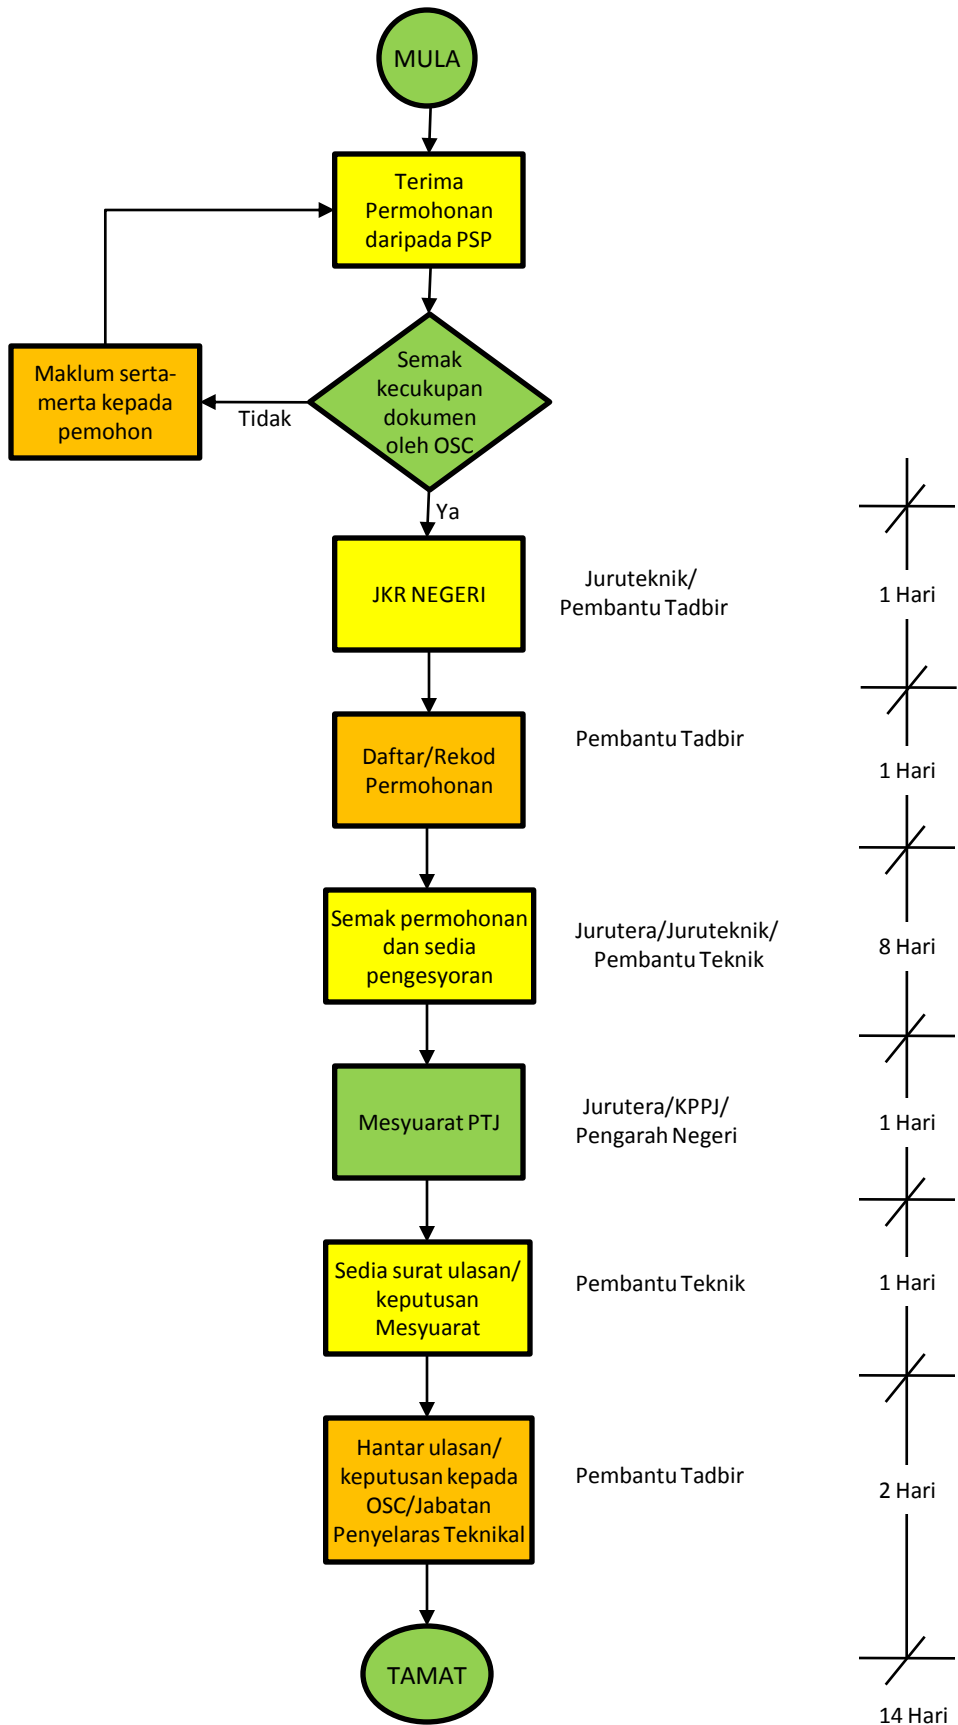 MULA
Terima
Permohonan
daripada PSP
Semak
kecukupan
dokumen
oleh OSC
Tidak
Maklum serta-
merta kepada
pemohon
Ya
JKR NEGERI
Juruteknik/
Pembantu Tadbir
1 Hari
Daftar/Rekod
Permohonan
Pembantu Tadbir
1 Hari
Semak permohonan
dan sedia
pengesyoran
Jurutera/Juruteknik/
Pembantu Teknik
8 Hari
Mesyuarat PTJ
Jurutera/KPPJ/
Pengarah Negeri
1 Hari
Sedia surat ulasan/
keputusan
Mesyuarat
Pembantu Teknik
1 Hari
Hantar ulasan/
keputusan kepada
OSC/Jabatan
Penyelaras Teknikal
Pembantu Tadbir
2 Hari
TAMAT
14 Hari